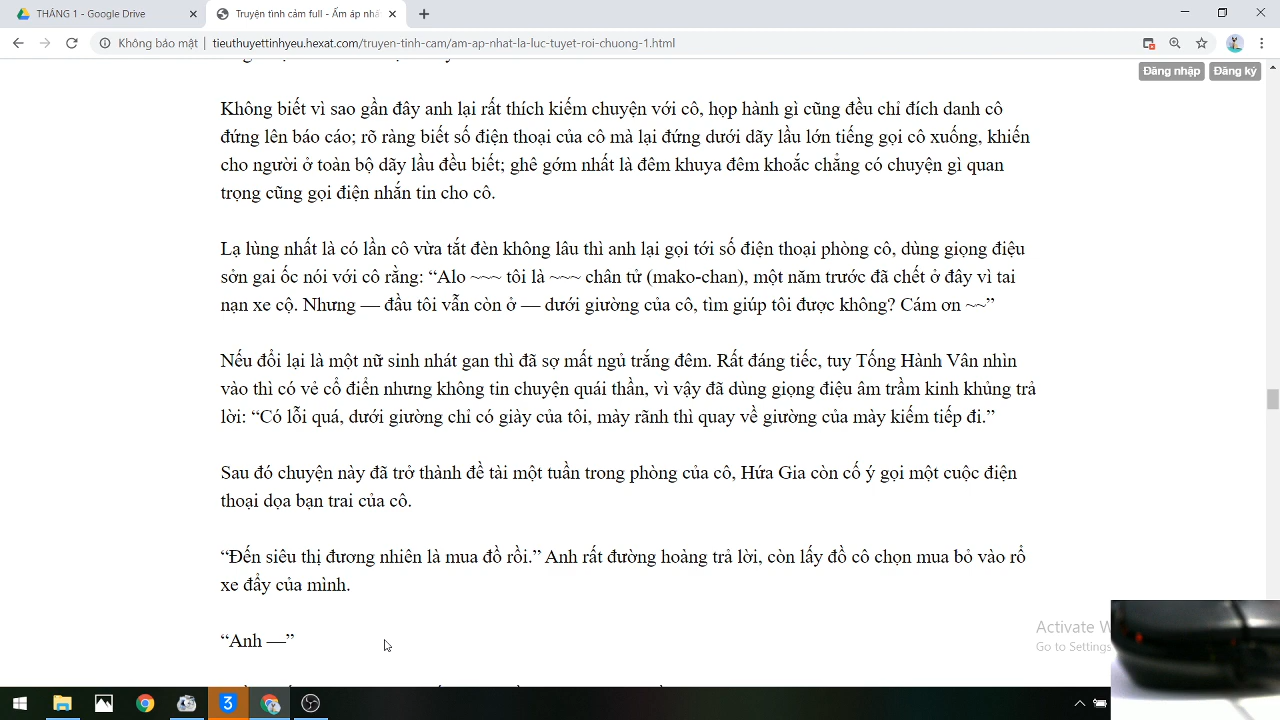 THÁNG 1 - Google Drive
Truyện tình cảm full - Ấm áp nhấ
Không bảo mật | tieuthuyettinhyeu.hexat.com/truyen-tinh-cam/am-ap-nhat-la-luc-tuyet-roi-chuong-1.html
Đăng nhập Đăng ký
Không biết vì sao gần đây anh lại rất thích kiếm chuyện với cô, họp hành gì cũng đều chỉ đích danh cô
đứng lên báo cáo; rõ ràng biết số điện thoại của cô mà lại đứng dưới dãy lầu lớn tiếng gọi cô xuống, khiến
cho người ở toàn bộ dãy lầu đều biết; ghê gớm nhất là đêm khuya đêm khoắc chẳng có chuyện gì quan
trọng cũng gọi điện nhắn tin cho cô.
Lạ lùng nhất là có lần cô vừa tắt đèn không lâu thì anh lại gọi tới số điện thoại phòng cô, dùng giọng điệu
sởn gai ốc nói với cô rằng: “Alo ~~~ tôi là ~~~ chân tử (mako-chan), một năm trước đã chết ở đây vì tai
nạn xe cộ. Nhưng — đầu tôi vẫn còn ở — dưới giường của cô, tìm giúp tôi được không? Cám ơn ~~”
Nếu đổi lại là một nữ sinh nhát gan thì đã sợ mất ngủ trắng đêm. Rất đáng tiếc, tuy Tống Hành Vân nhìn
vào thì có vẻ cổ điển nhưng không tin chuyện quái thần, vì vậy đã dùng giọng điệu âm trầm kinh khủng trả
lời: “Có lỗi quá, dưới giường chỉ có giày của tôi, mày rãnh thì quay về giường của mày kiếm tiếp đi.”
Sau đó chuyện này đã trở thành đề tài một tuần trong phòng của cô, Hứa Gia còn cố ý gọi một cuộc điện
thoại dọa bạn trai của cô.
“Đến siêu thị đương nhiên là mua đồ rồi.” Anh rất đường hoàng trả lời, còn lấy đồ cô chọn mua bỏ vào rổ
xe đẩy của mình.
“Anh —”
Activate W
Go to Settings